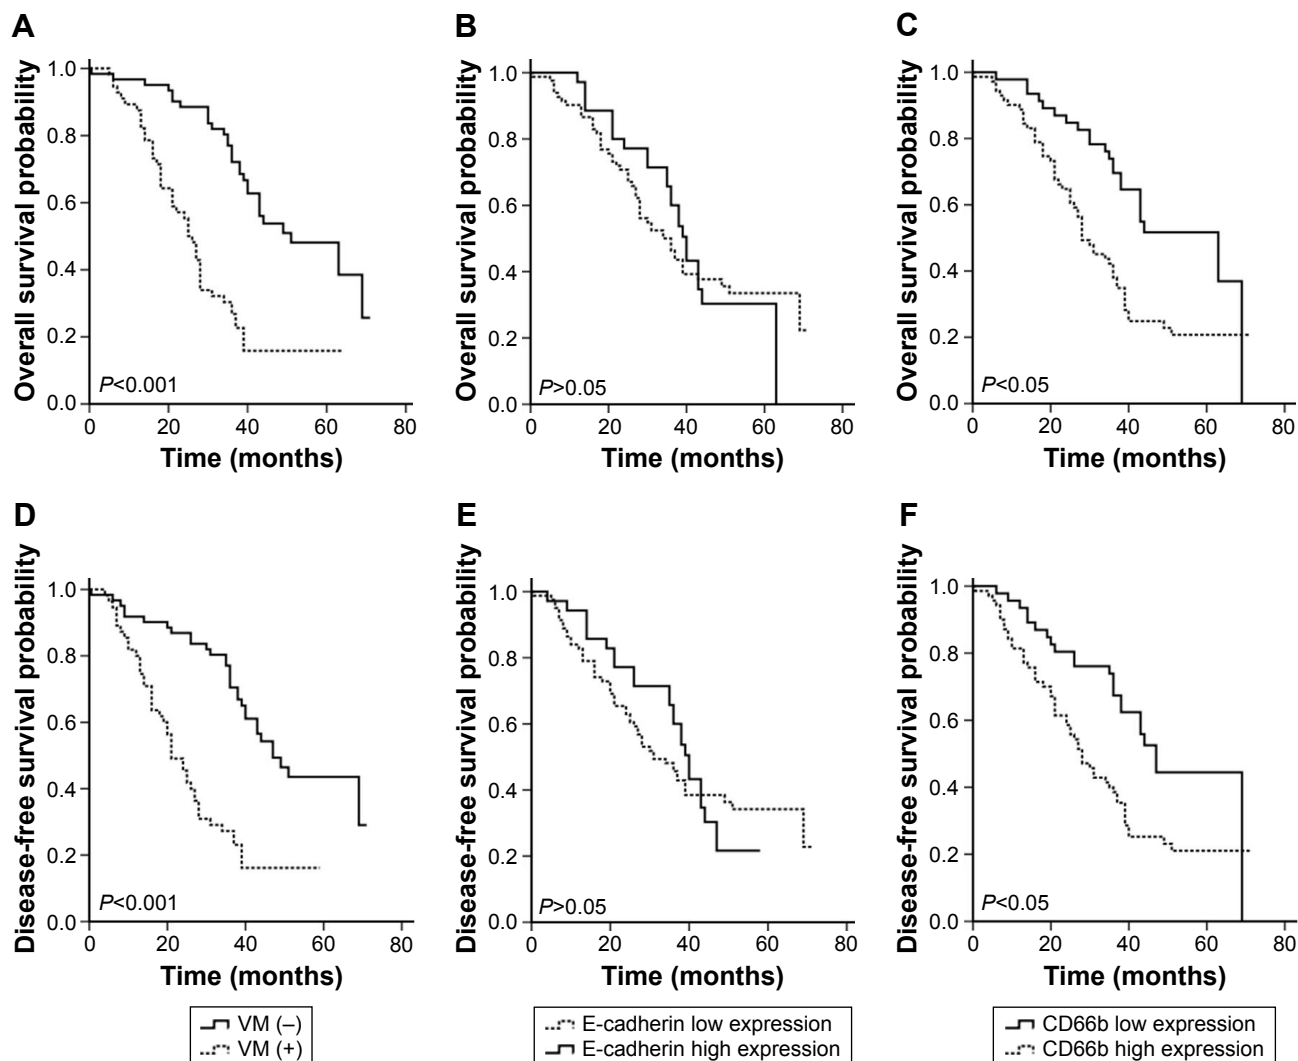 A
Overall survival probability
1.0
0.8
0.6
0.4
0.2
0.0
P<0.001
0 20 40 60 80
Time (months)
B
Overall survival probability
1.0
0.8
0.6
0.4
0.2
0.0
P>0.05
0 20 40 60 80
Time (months)
C
Overall survival probability
1.0
0.8
0.6
0.4
0.2
0.0
P<0.05
0 20 40 60 80
Time (months)
D
Disease-free survival probability
1.0
0.8
0.6
0.4
0.2
0.0
P<0.001
0 20 40 60 80
Time (months)
VM (–)
VM (+)
E
Disease-free survival probability
1.0
0.8
0.6
0.4
0.2
0.0
P>0.05
0 20 40 60 80
Time (months)
E-cadherin low expression
E-cadherin high expression
F
Disease-free survival probability
1.0
0.8
0.6
0.4
0.2
0.0
P<0.05
0 20 40 60 80
Time (months)
CD66b low expression
CD66b high expression